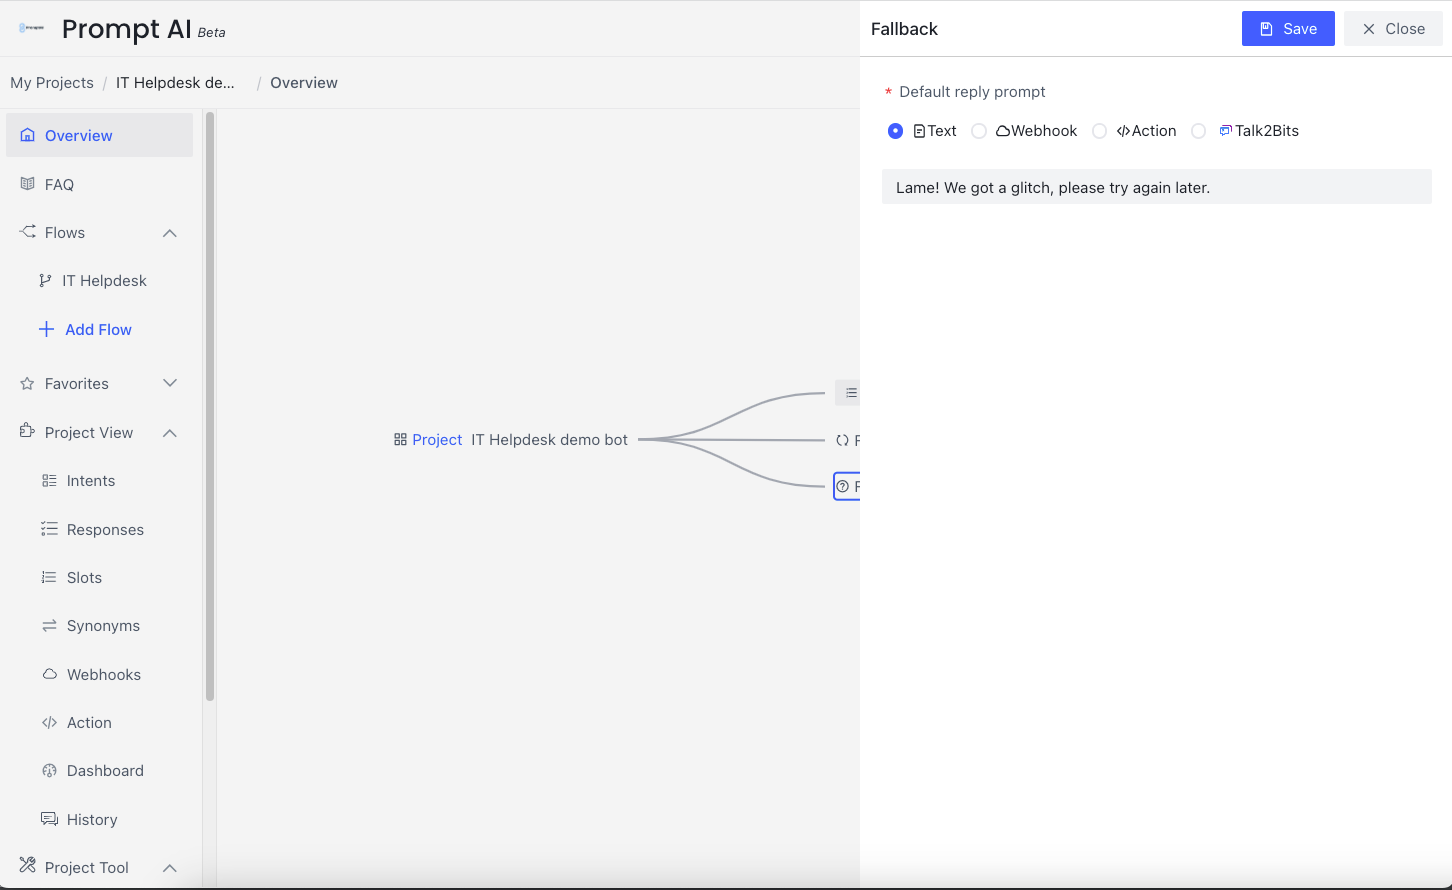 Prompt AI Beta
Fallback
Save
Close
My Projects / IT Helpdesk de... / Overview
* Default reply prompt
Text
Webhook
Action
Talk2Bits
Lame! We got a glitch, please try again later.
Overview
FAQ
Flows
IT Helpdesk
Add Flow
Favorites
Project View
Intents
Responses
Slots
Synonyms
Webhooks
Action
Dashboard
History
Project Tool
Project IT Helpdesk demo bot
F
F